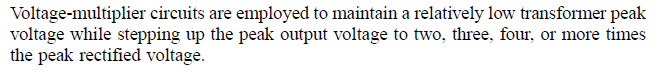 Voltage-multiplier circuits are employed to maintain a relatively low transformer peak
voltage while stepping up the peak output voltage to two, three, four, or more times
the peak rectified voltage.